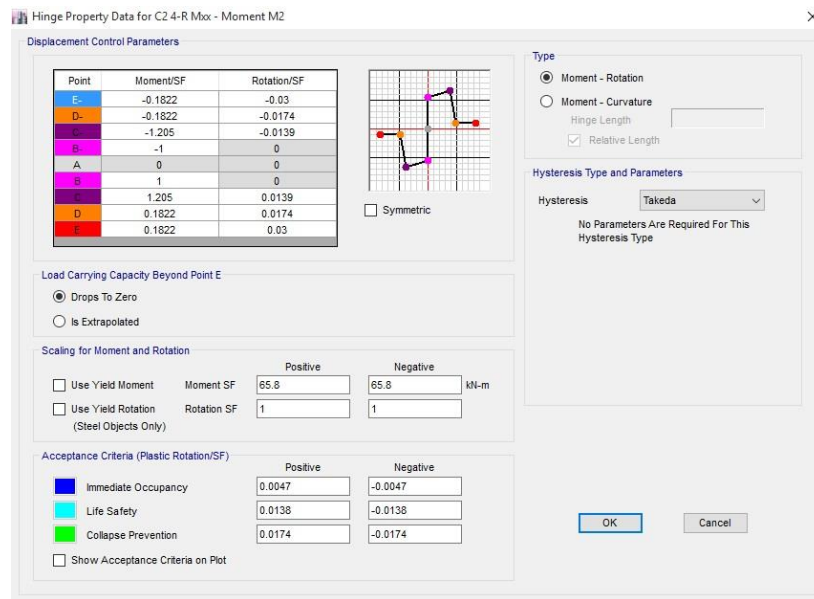 Hinge Property Data for C2 4-R Mxx - Moment M2
Displacement Control Parameters
Point Moment/SF Rotation/SF
E- -0.1822 -0.03
D- -0.1822 -0.0174
C- -1.205 -0.0139
B- -1 0
A 0 0
B 1 0
C 1.205 0.0139
D 0.1822 0.0174
E 0.1822 0.03
Symmetric
Load Carrying Capacity Beyond Point E
Drops To Zero
Is Extrapolated
Scaling for Moment and Rotation
Positive Negative
Use Yield Moment Moment SF 65.8 65.8 kN-m
Use Yield Rotation Rotation SF 1 1
(Steel Objects Only)
Acceptance Criteria (Plastic Rotation/SF)
Positive Negative
Immediate Occupancy 0.0047 -0.0047
Life Safety 0.0138 -0.0138
Collapse Prevention 0.0174 -0.0174
Show Acceptance Criteria on Plot
Type
Moment - Rotation
Moment - Curvature
Hinge Length
Relative Length
Hysteresis Type and Parameters
Hysteresis Takeda
No Parameters Are Required For This
Hysteresis Type
OK Cancel